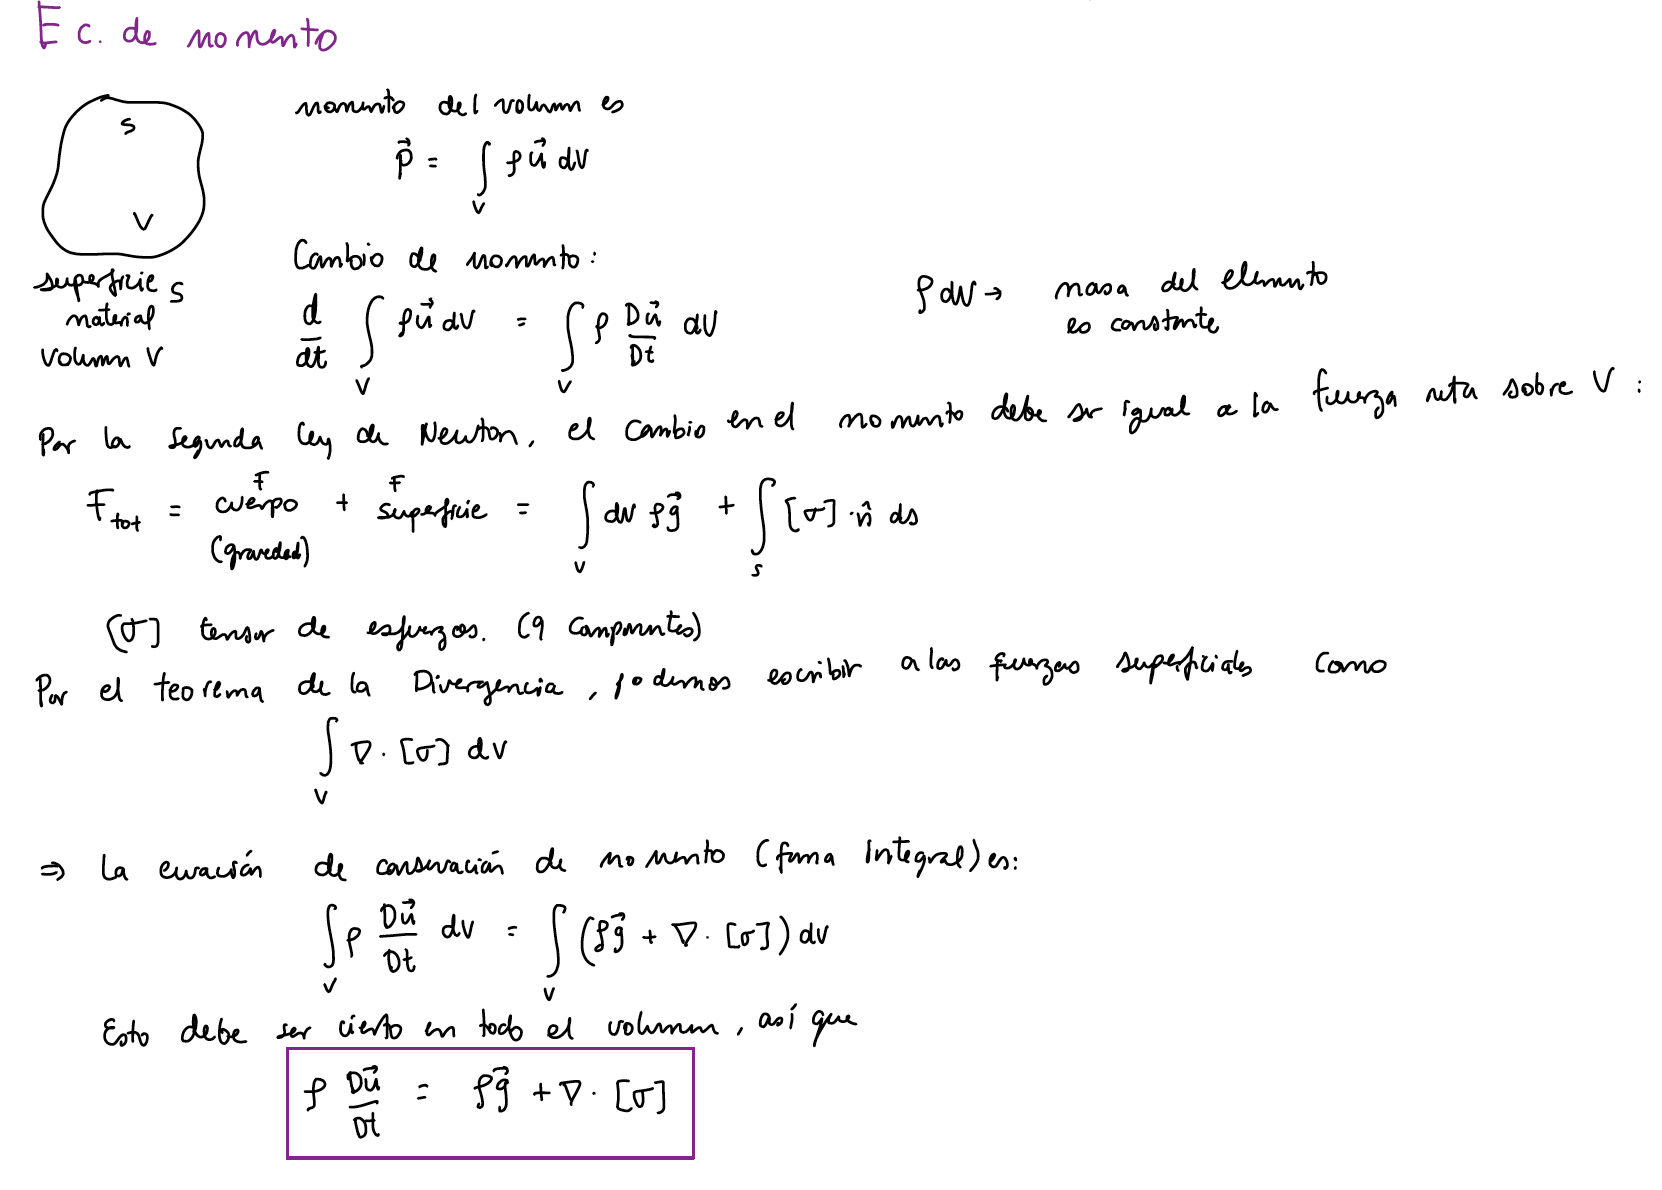 Ec. de momento
S
V
superficie S
material
volumen V
momento del volumen es
$\vec{p} = \int_V \rho \vec{u} \, dV$
Cambio de momento:
$\frac{d}{dt} \int_V \rho \vec{u} \, dV = \int_V \rho \frac{D\vec{u}}{Dt} \, dV$
$\rho dV \rightarrow$ masa del elemento
es constante
Por la segunda ley de Newton, el cambio en el momento debe ser igual a la fuerza neta sobre V:
$F_{tot}$ = F cuerpo + F superficie = $\int_V dV \rho \vec{g} + \int_S [\sigma] \cdot \hat{n} \, ds$
(gravedad)
$[\sigma]$ tensor de esfuerzos. (9 componentes)
Por el teorema de la Divergencia, podemos escribir a las fuerzas superficiales como
$\int_V \nabla \cdot [\sigma] \, dV$
⇒ La ecuación de conservación de momento (forma integral) es:
$\int_V \rho \frac{D\vec{u}}{Dt} \, dV = \int_V (\rho \vec{g} + \nabla \cdot [\sigma]) \, dV$
Esto debe ser cierto en todo el volumen, así que
$\rho \frac{D\vec{u}}{Dt} = \rho \vec{g} + \nabla \cdot [\sigma]$